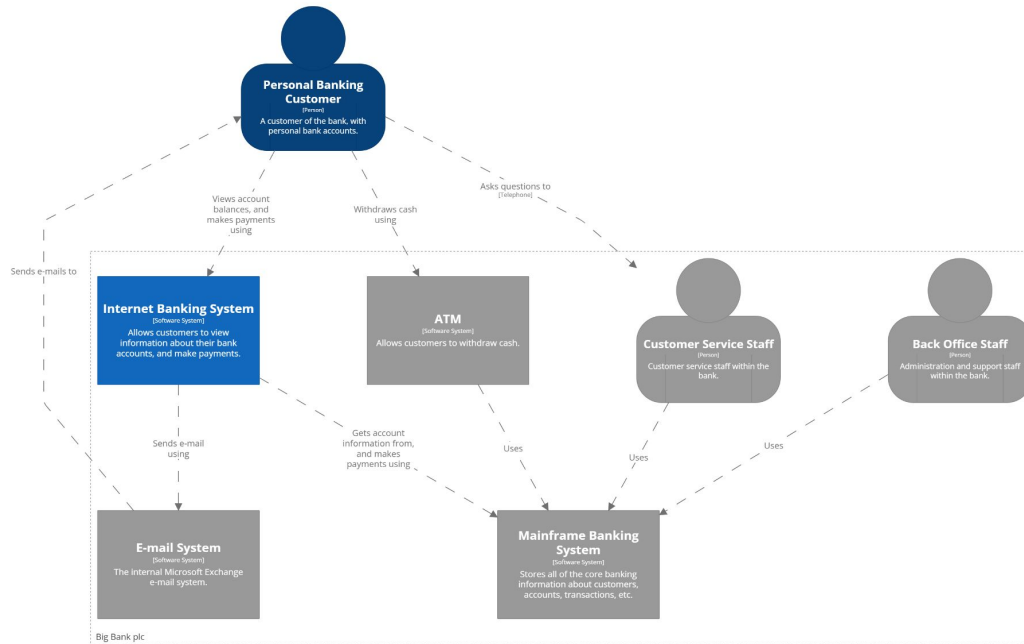 Personal Banking
Customer
[Person]
A customer of the bank, with
personal bank accounts.
Views account
balances, and
makes payments
using
Withdraws cash
using
Asks questions to
[Telephone]
Sends e-mails to
Internet Banking System
[Software System]
Allows customers to view
information about their bank
accounts, and make payments.
ATM
[Software System]
Allows customers to withdraw cash.
Customer Service Staff
[Person]
Customer service staff within the
bank.
Back Office Staff
[Person]
Administration and support staff
within the bank.
Sends e-mail
using
Gets account
information from,
and makes
payments using
Uses
Uses
Uses
E-mail System
[Software System]
The internal Microsoft Exchange
e-mail system.
Mainframe Banking
System
[Software System]
Stores all of the core banking
information about customers,
accounts, transactions, etc.
Big Bank plc